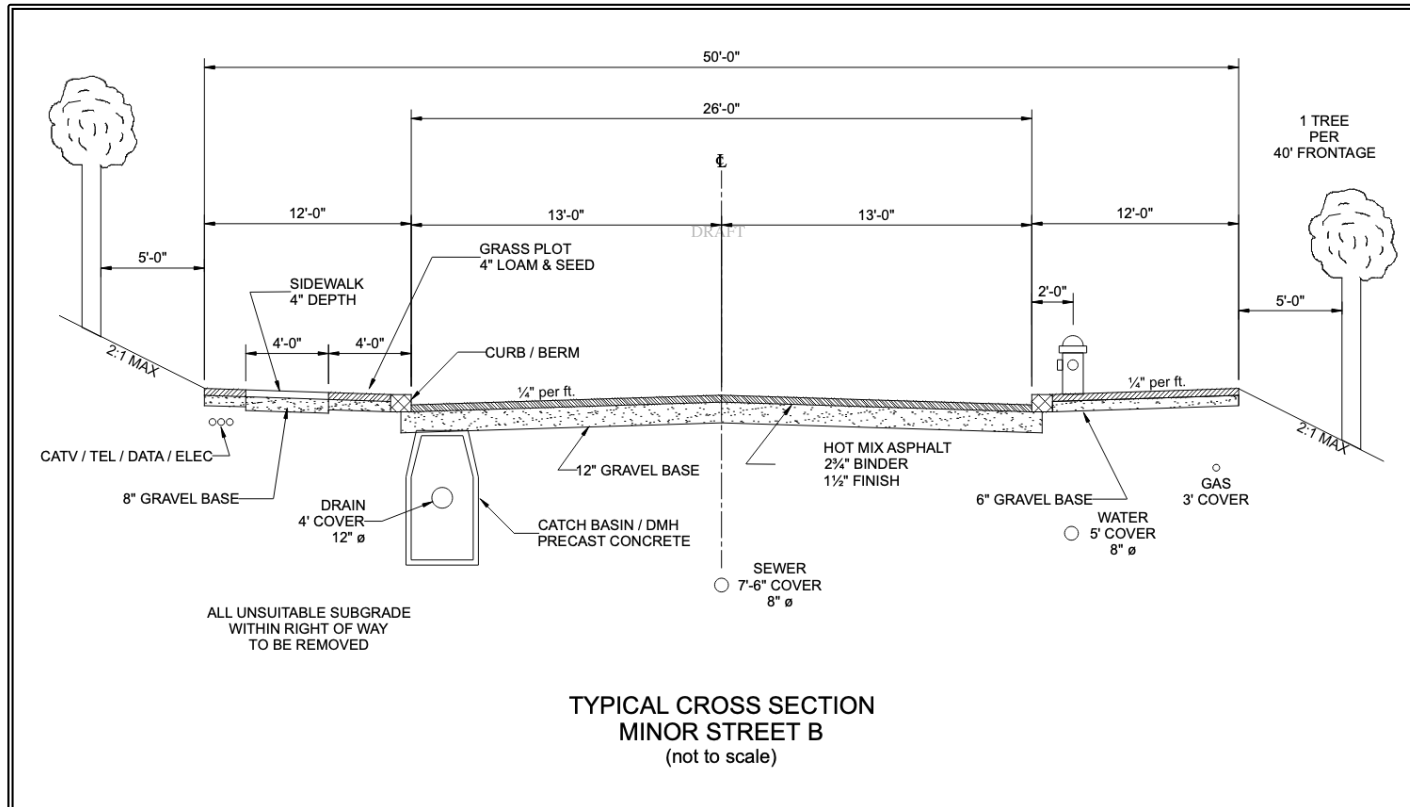 50'-0"
26'-0"
1 TREE
PER
40' FRONTAGE
℄
12'-0"
13'-0"
13'-0"
12'-0"
DRAFT
5'-0"
GRASS PLOT
4" LOAM & SEED
SIDEWALK
4" DEPTH
2'-0"
5'-0"
4'-0"
4'-0"
2:1 MAX
CURB / BERM
¼" per ft.
¼" per ft.
2:1 MAX
CATV / TEL / DATA / ELEC
8" GRAVEL BASE
12" GRAVEL BASE
HOT MIX ASPHALT
2¾" BINDER
1½" FINISH
6" GRAVEL BASE
GAS
3' COVER
DRAIN
4' COVER
12" ø
CATCH BASIN / DMH
PRECAST CONCRETE
WATER
5' COVER
8" ø
SEWER
7'-6" COVER
8" ø
ALL UNSUITABLE SUBGRADE
WITHIN RIGHT OF WAY
TO BE REMOVED
TYPICAL CROSS SECTION
MINOR STREET B
(not to scale)